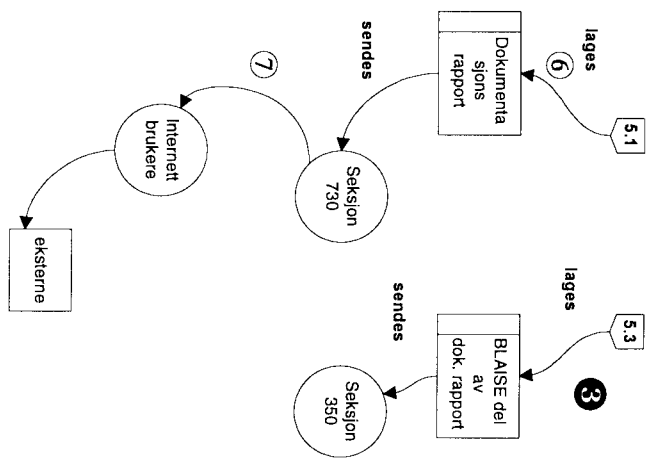 5.1
lages
6
Dokumenta
sjons
rapport
sendes
Seksjon
730
7
Internett
brukere
eksterne
5.3
lages
3
BLAISE del
av
dok. rapport
sendes
Seksjon
350